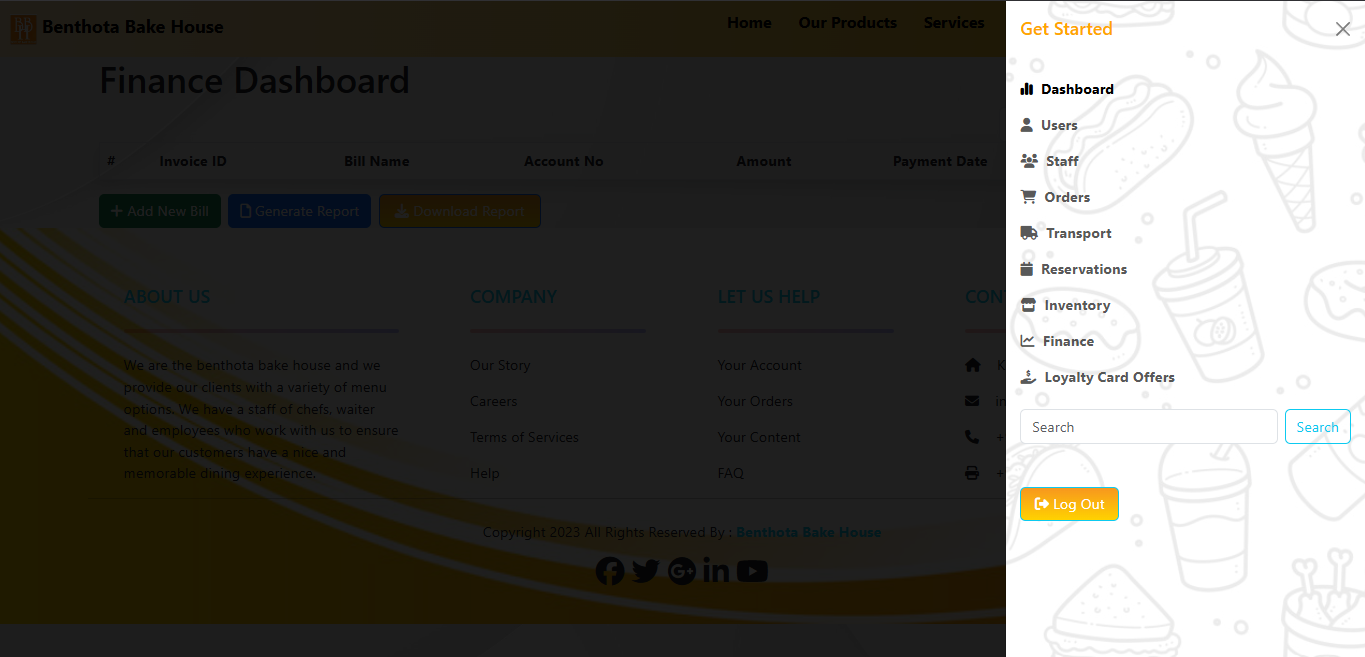 Benthota Bake House
Home Our Products Services
Finance Dashboard
# Invoice ID Bill Name Account No Amount Payment Date
Add New Bill Generate Report Download Report
ABOUT US
We are the benthota bake house and we
provide our clients with a variety of menu
options. We have a staff of chefs, waiter
and employees who work with us to ensure
that our customers have a nice and
memorable dining experience.
COMPANY
Our Story
Careers
Terms of Services
Help
LET US HELP
Your Account
Your Orders
Your Content
FAQ
CON
K
in
+
+
Copyright 2023 All Rights Reserved By : Benthota Bake House
Get Started
Dashboard
Users
Staff
Orders
Transport
Reservations
Inventory
Finance
Loyalty Card Offers
Search Search
Log Out